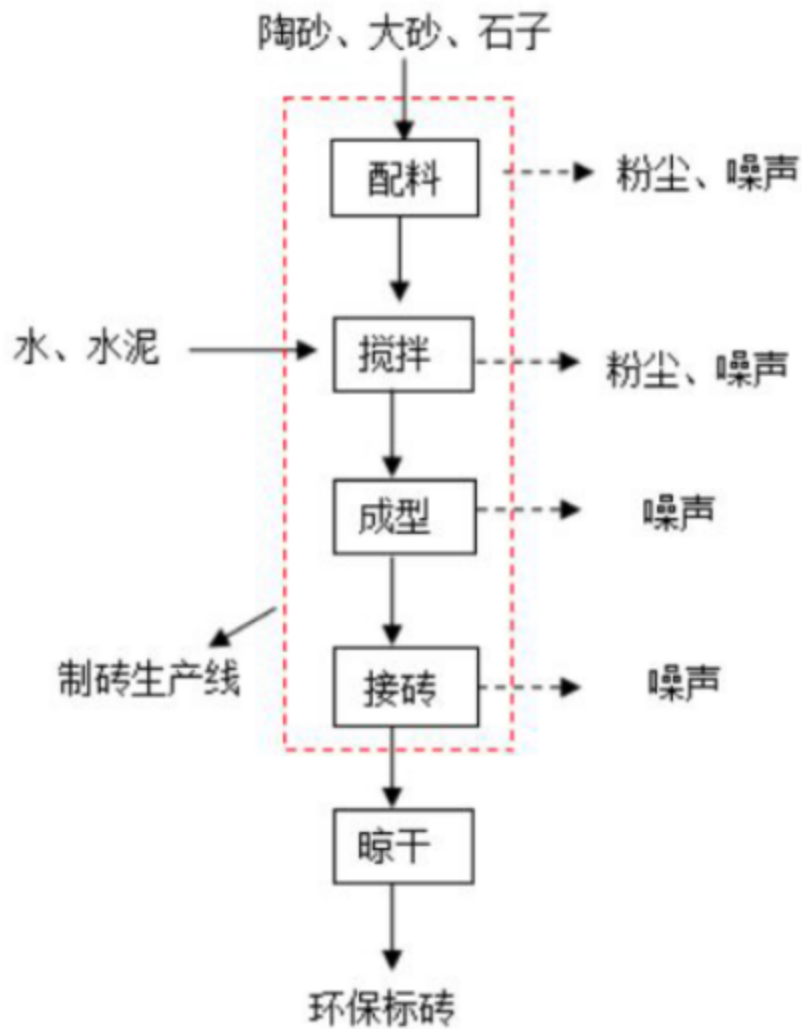 陶砂、大砂、石子
配料
粉尘、噪声
水、水泥
搅拌
粉尘、噪声
成型
噪声
制砖生产线
接砖
噪声
晾干
环保标砖